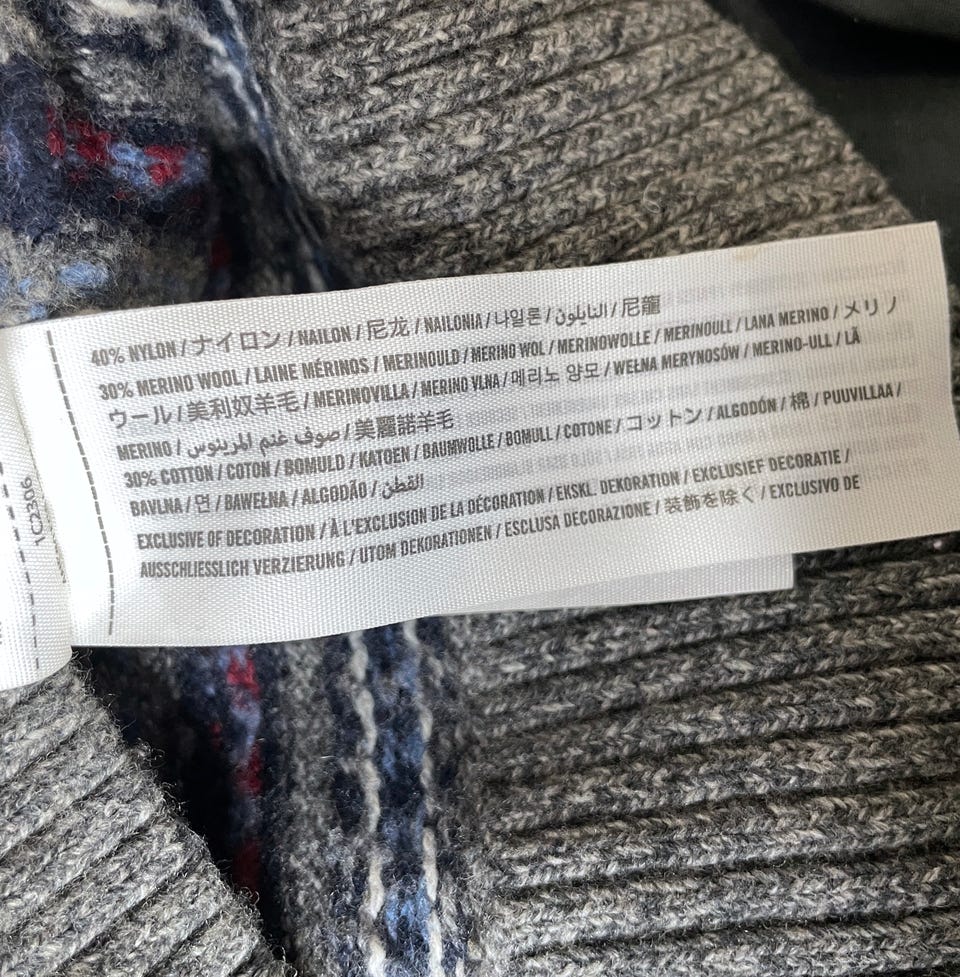 40% NYLON / ナイロン / NAILON / 尼龙 / NAILONIA / 나일론 / النايلون / 尼龍
30% MERINO WOOL / LAINE MÉRINOS / MERINOULD / MERINO WOL / MERINOWOLLE / MERINOULL / LANA MERINO / メリノ
ウール / 美利奴羊毛 / MERINOVILLA / MERINO VLNA / 메리노 양모 / WEŁNA MERYNOSÓW / MERINO-ULL / LÃ
MERINO / صوف غنم المرينوس / 美麗諾羊毛
30% COTTON / COTON / BOMULD / KATOEN / BAUMWOLLE / BOMULL / COTONE / コットン / ALGODÓN / 棉 / PUUVILLAA /
BAVLNA / 면 / BAWEŁNA / ALGODÃO / القطن
EXCLUSIVE OF DECORATION / À L'EXCLUSION DE LA DÉCORATION / EKSKL. DEKORATION / EXCLUSIEF DECORATIE /
AUSSCHLIESSLICH VERZIERUNG / UTOM DEKORATIONEN / ESCLUSA DECORAZIONE / 装飾を除く / EXCLUSIVO DE
1C2306